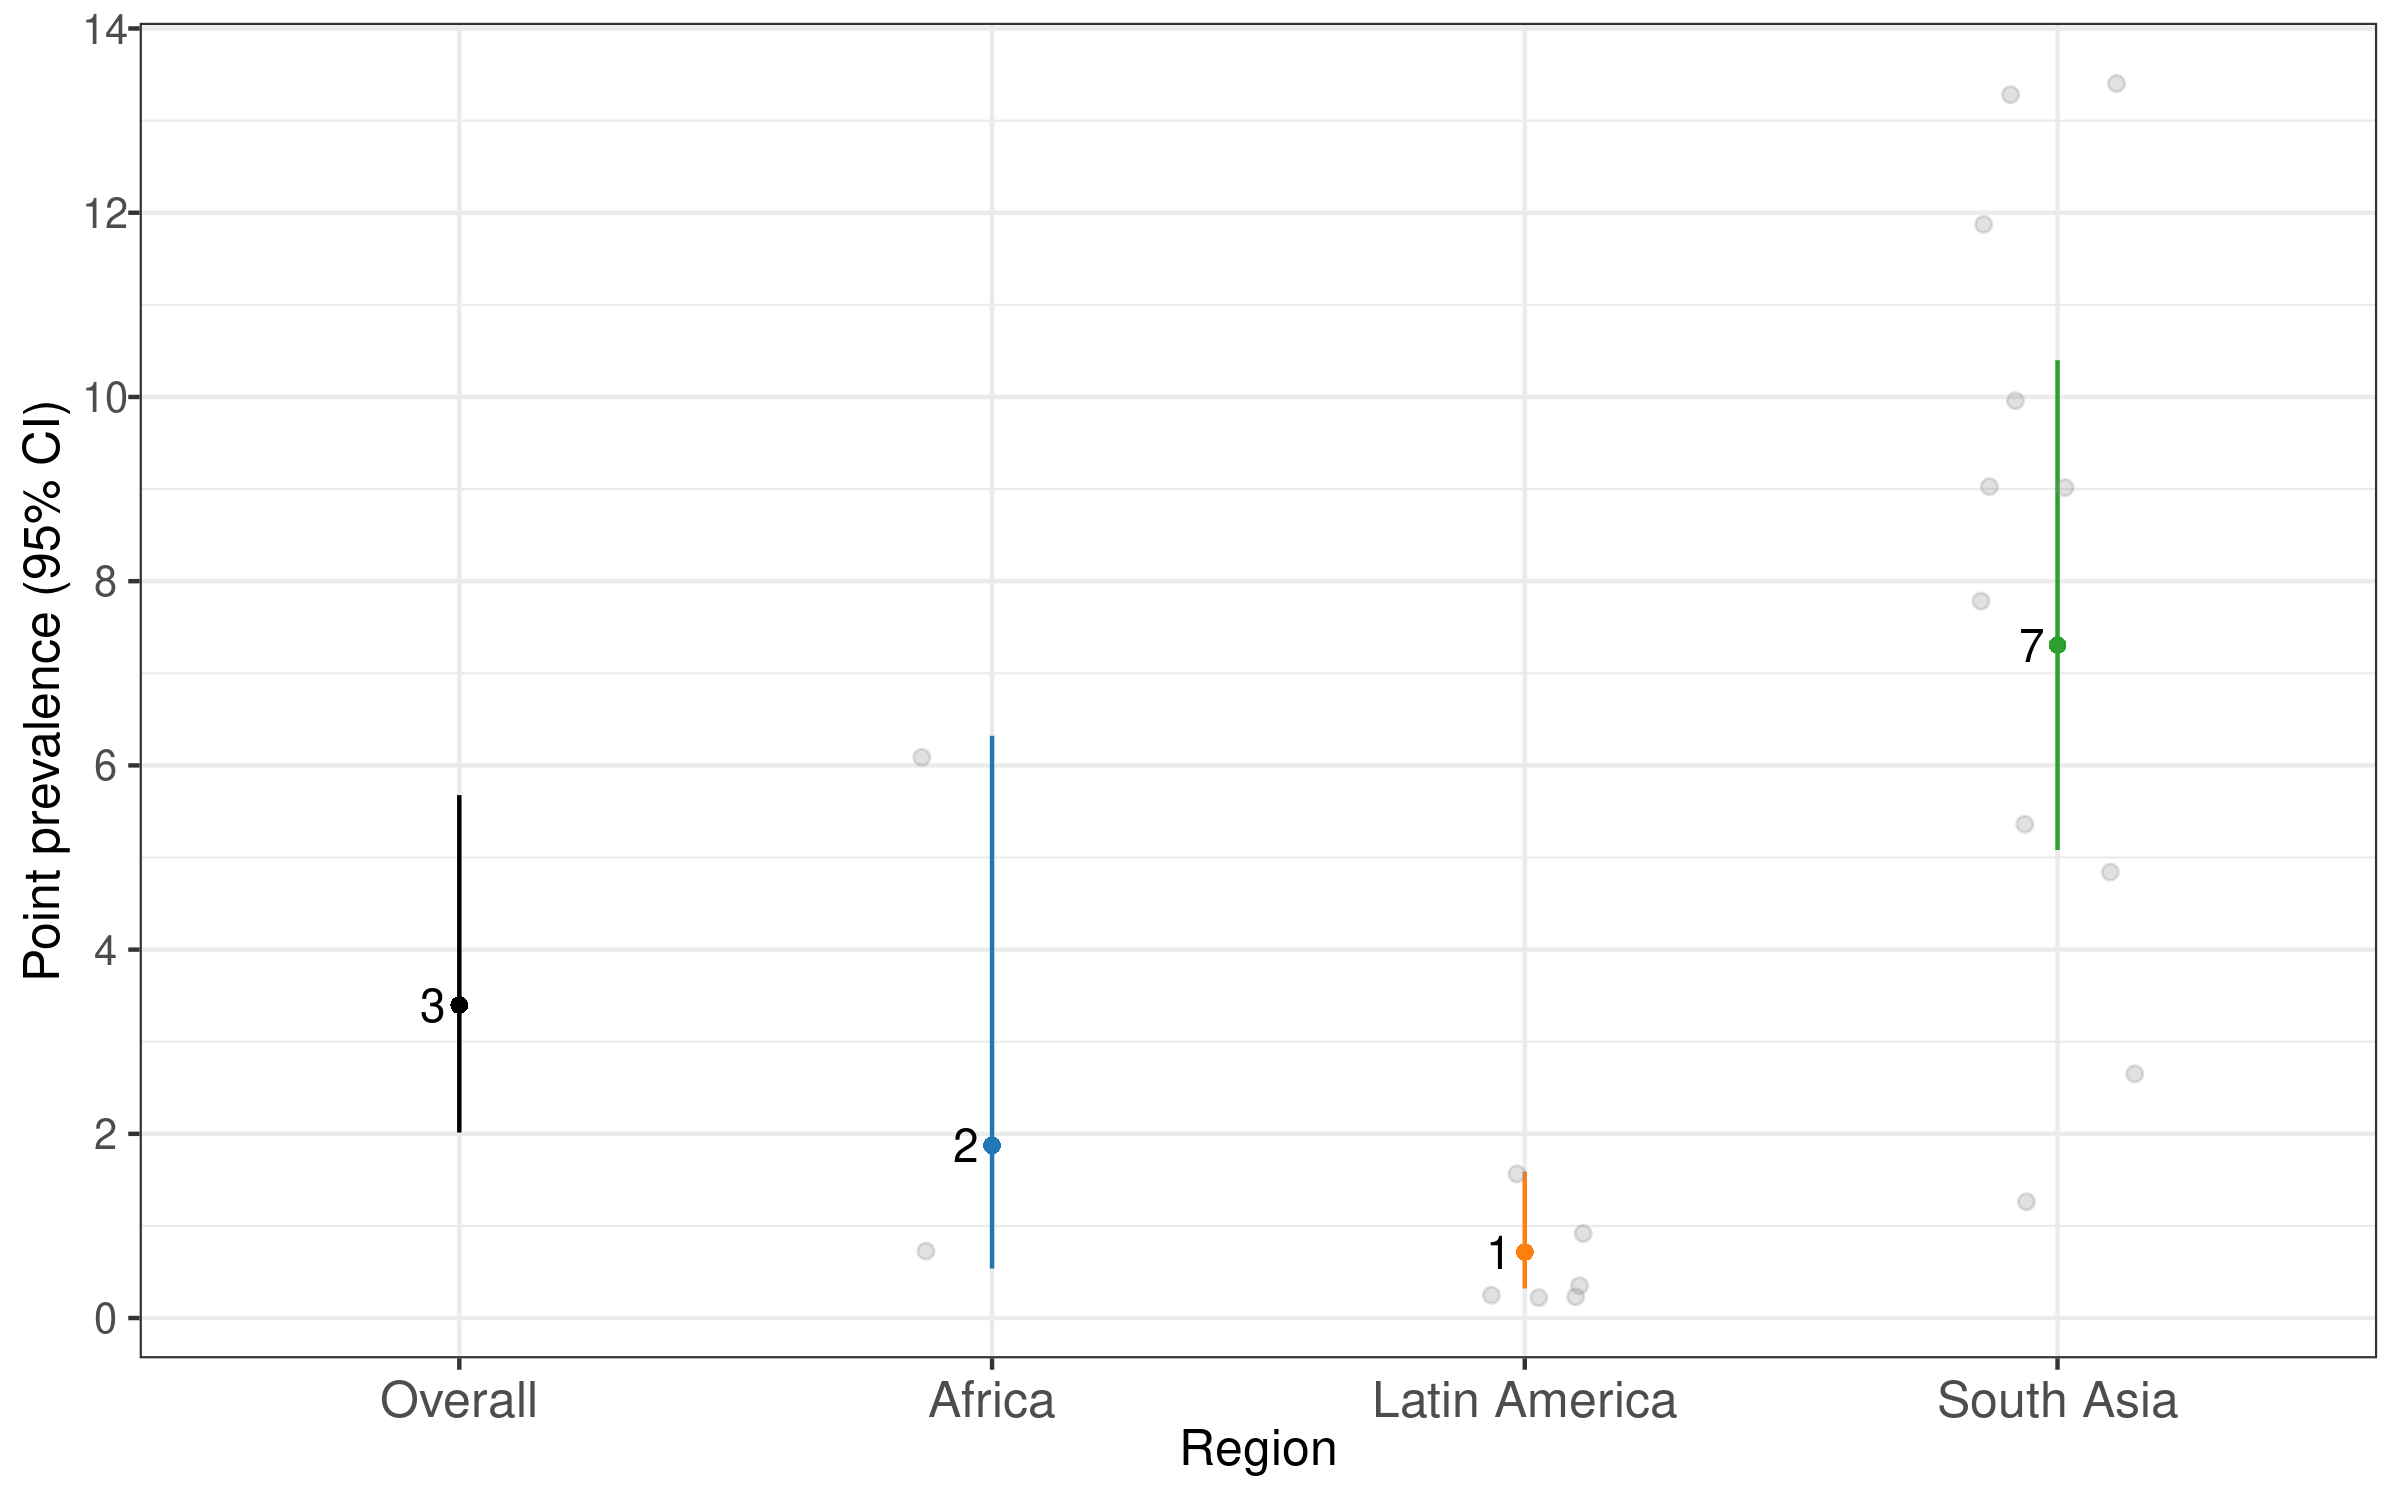 Point prevalence (95% CI)
14
12
10
8
6
4
2
0
3
2
1
7
Overall
Africa
Latin America
South Asia
Region